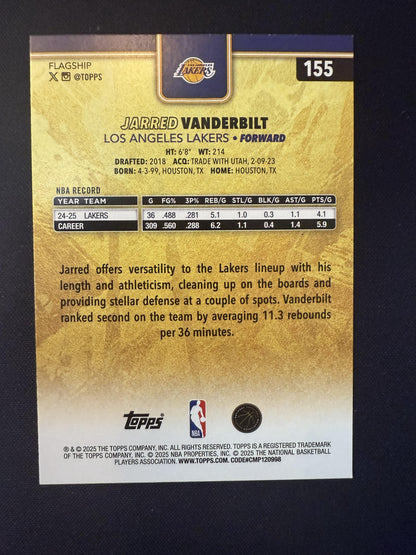 FLAGSHIP
X @TOPPS
LOS ANGELES LAKERS
155
JARRED VANDERBILT
LOS ANGELES LAKERS • FORWARD
HT: 6'8" WT: 214
DRAFTED: 2018 ACQ: TRADE WITH UTAH, 2-09-23
BORN: 4-3-99, HOUSTON, TX HOME: HOUSTON, TX
NBA RECORD
YEAR TEAM G FG% 3P% REB/G STL/G BLK/G AST/G PTS/G
24-25 LAKERS 36 .488 .281 5.1 1.0 0.3 1.1 4.1
CAREER 309 .560 .288 6.2 1.1 0.4 1.4 5.9
Jarred offers versatility to the Lakers lineup with his
length and athleticism, cleaning up on the boards and
providing stellar defense at a couple of spots. Vanderbilt
ranked second on the team by averaging 11.3 rebounds
per 36 minutes.
Topps
NBA
® & © 2025 THE TOPPS COMPANY, INC. ALL RIGHTS RESERVED. TOPPS IS A REGISTERED TRADEMARK
OF THE TOPPS COMPANY, INC. © 2025 NBA PROPERTIES, INC. © 2025 THE NATIONAL BASKETBALL
PLAYERS ASSOCIATION. WWW.TOPPS.COM. CODE#CMP120998